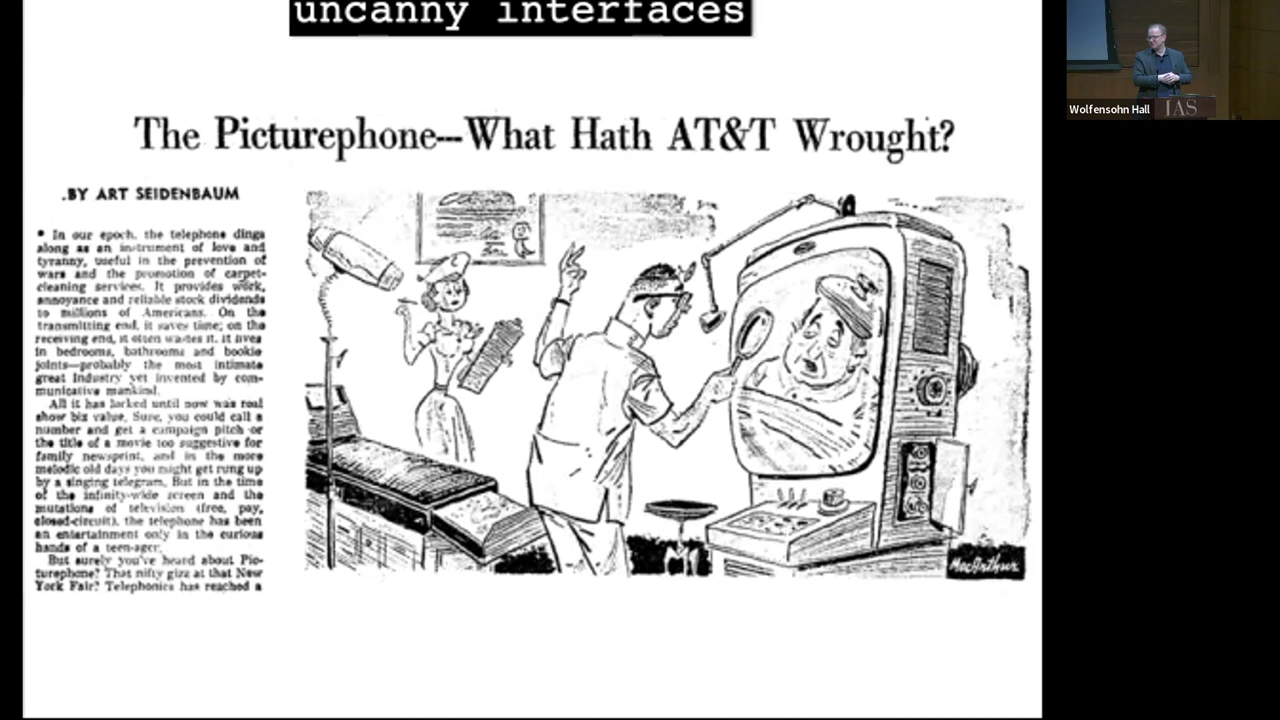 uncanny interfaces
The Picturephone---What Hath AT&T Wrought?
.BY ART SEIDENBAUM
• In our epoch, the telephone dings
along as an instrument of love and
tyranny, useful in the prevention of
wars and the promotion of carpet-
cleaning services. It provides work,
annoyance and reliable stock dividends
to millions of Americans. On the
transmitting end, it saves time; on the
receiving end, it often wastes it. It lives
in bedrooms, bathrooms and bookie
joints—probably the most intimate
great industry yet invented by com-
municative mankind.
All it has lacked until now was real
show biz value. Sure, you could call a
number and get a campaign pitch or
the title of a movie too suggestive for
family newsprint, and in the more
melodic old days you might get rung up
by a singing telegram. But in the time
of the infinity-wide screen and the
mutations of television (free, pay,
closed-circuit), the telephone has been
an entertainment only in the curious
hands of a teen-ager.
But surely you've heard about Pic-
turephone? That nifty gizz at that New
York Fair? Telephonics has reached a
MacArthur
Wolfensohn Hall
IAS